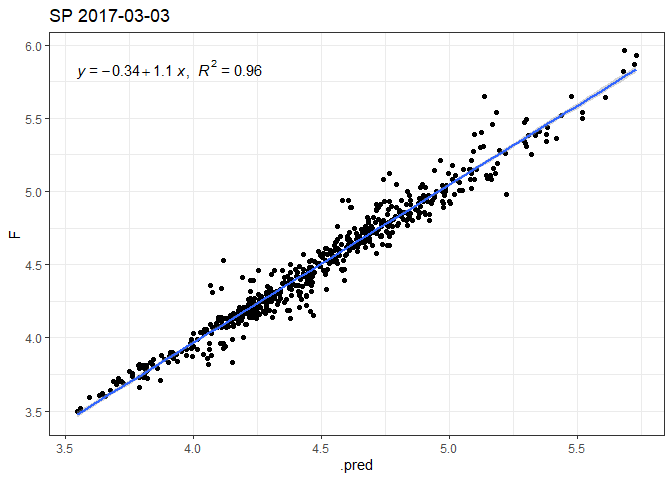 SP 2017-03-03
y = −0.34 + 1.1 x, R² = 0.96
6.0
5.5
5.0
4.5
4.0
3.5
F
3.5 4.0 4.5 5.0 5.5
.pred